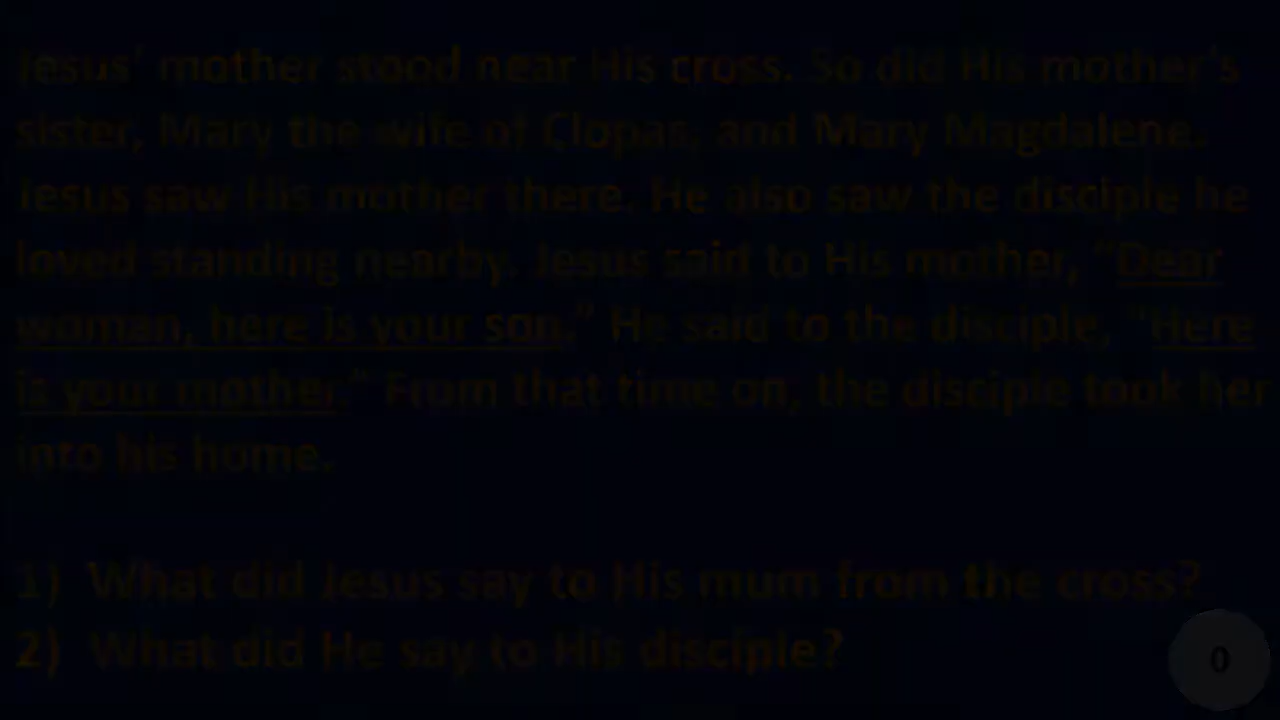 Jesus' mother stood near His cross. So did His mother's
sister, Mary the wife of Clopas, and Mary Magdalene.
Jesus saw His mother there. He also saw the disciple he
loved standing nearby. Jesus said to His mother, "Dear
woman, here is your son." He said to the disciple, "Here
is your mother." From that time on, the disciple took her
into his home.
1) What did Jesus say to His mum from the cross?
2) What did He say to His disciple?
0